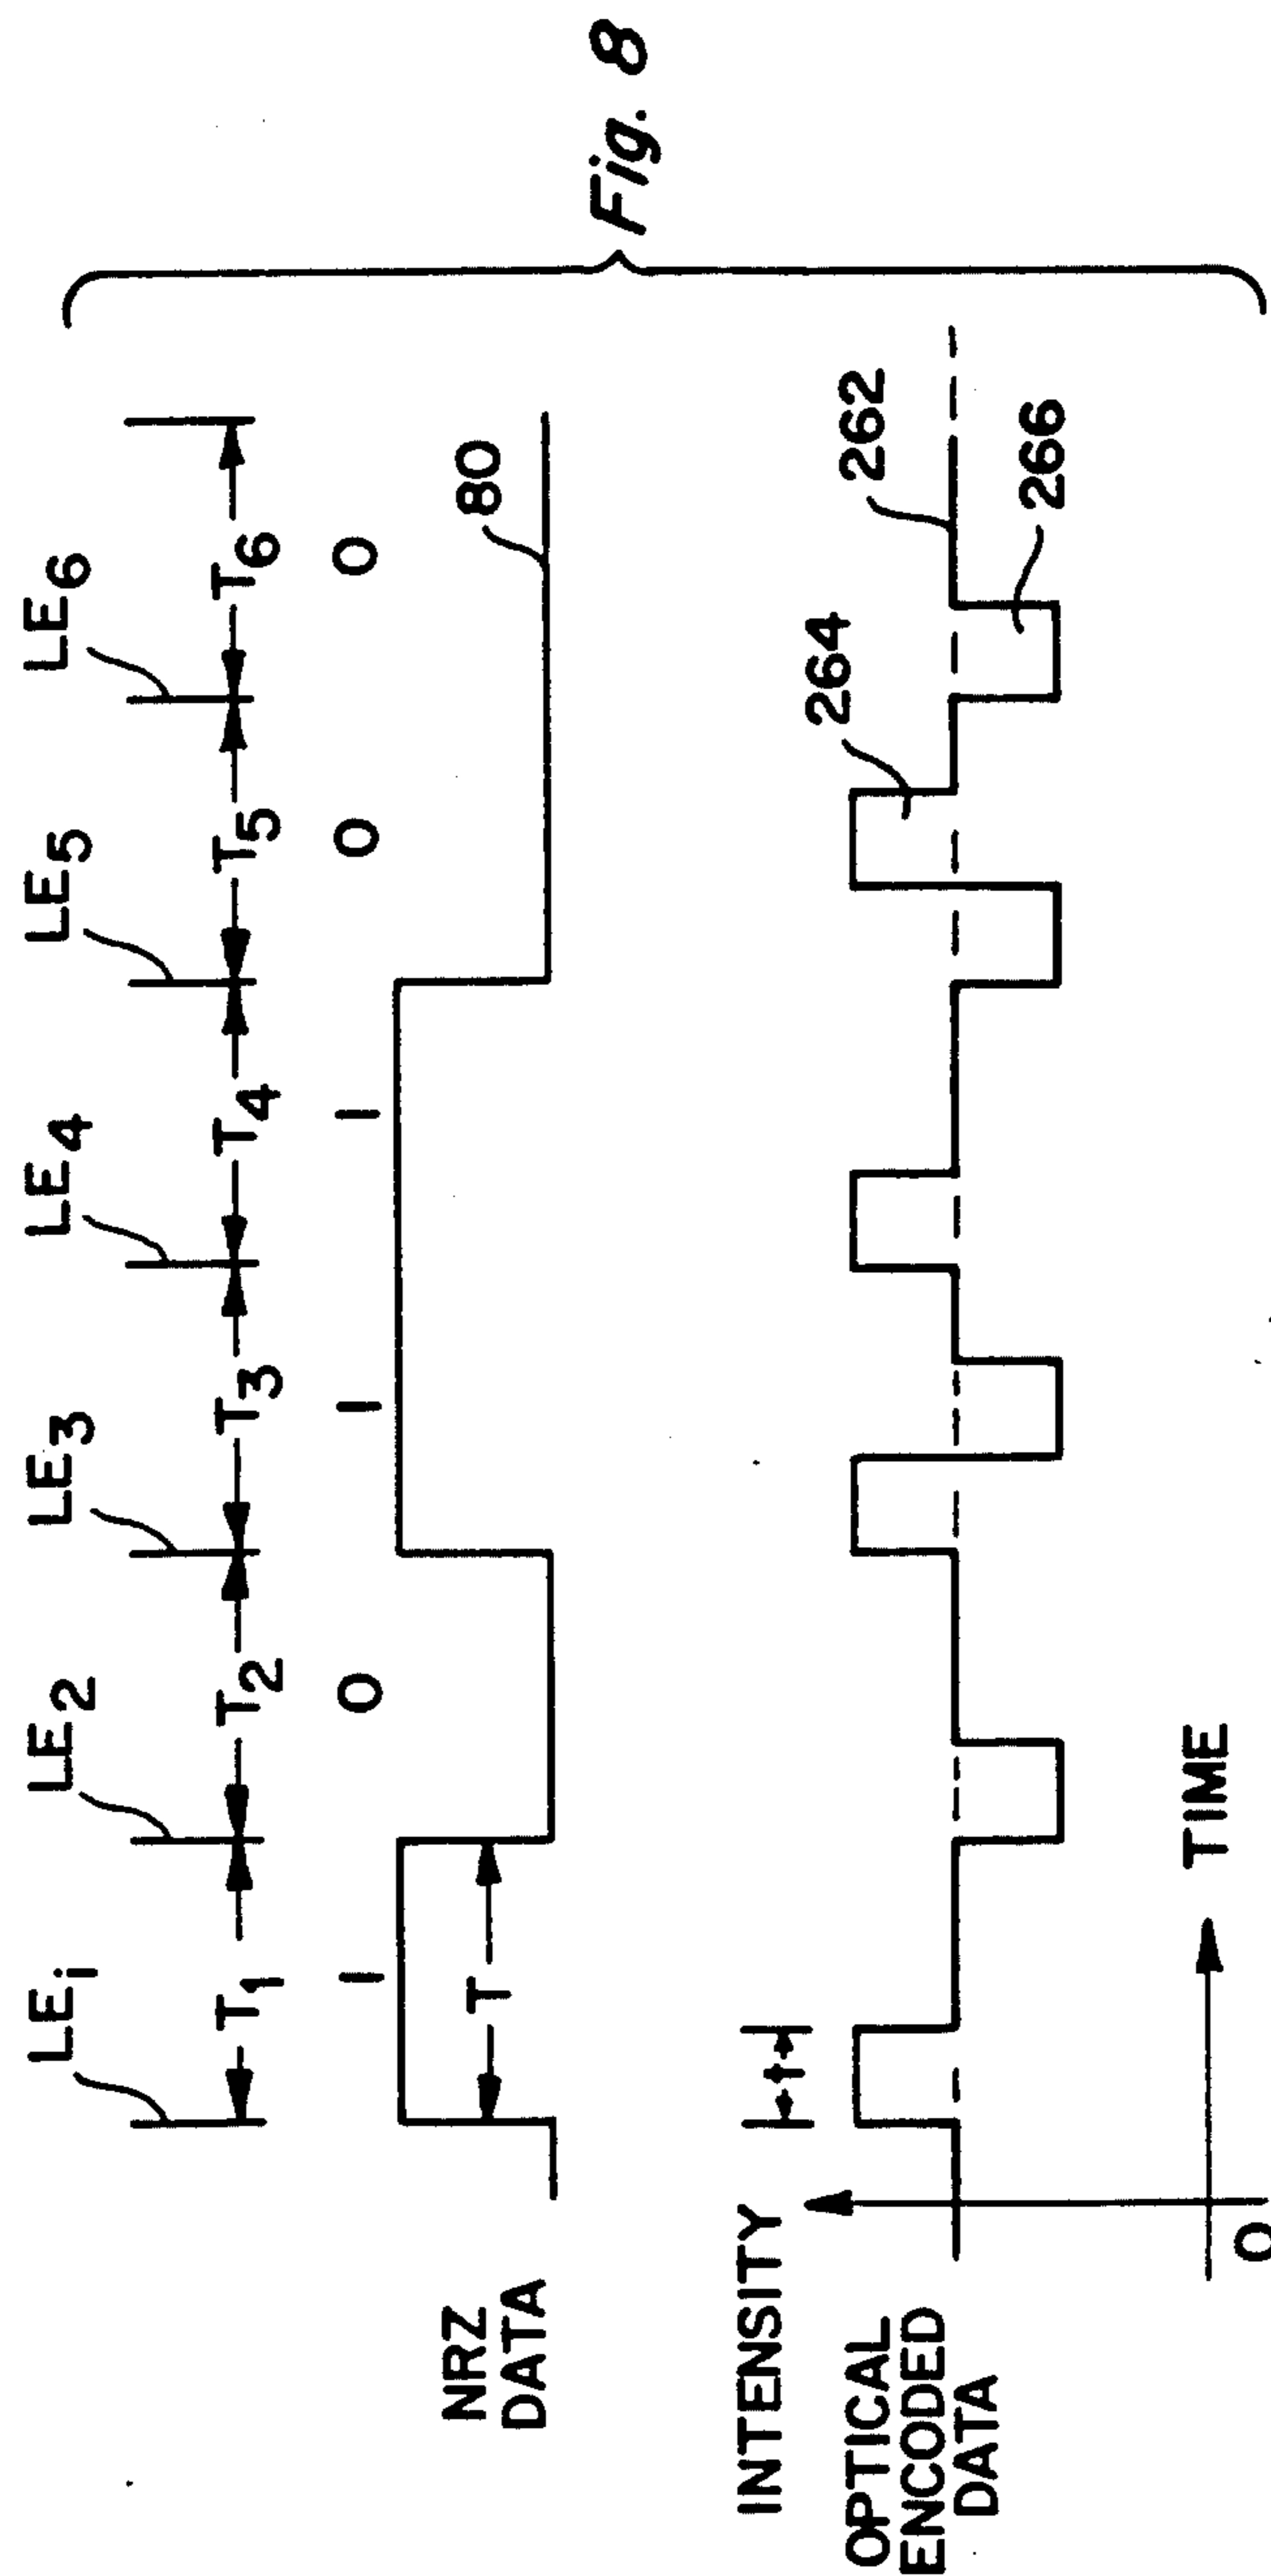 LEi LE2 LE3 LE4 LE5 LE6
T1 T2 T3 T4 T5 T6
1 0 1 1 0 0
NRZ DATA
T
80
INTENSITY
t
OPTICAL ENCODED DATA
264
262
266
0
TIME
Fig. 8